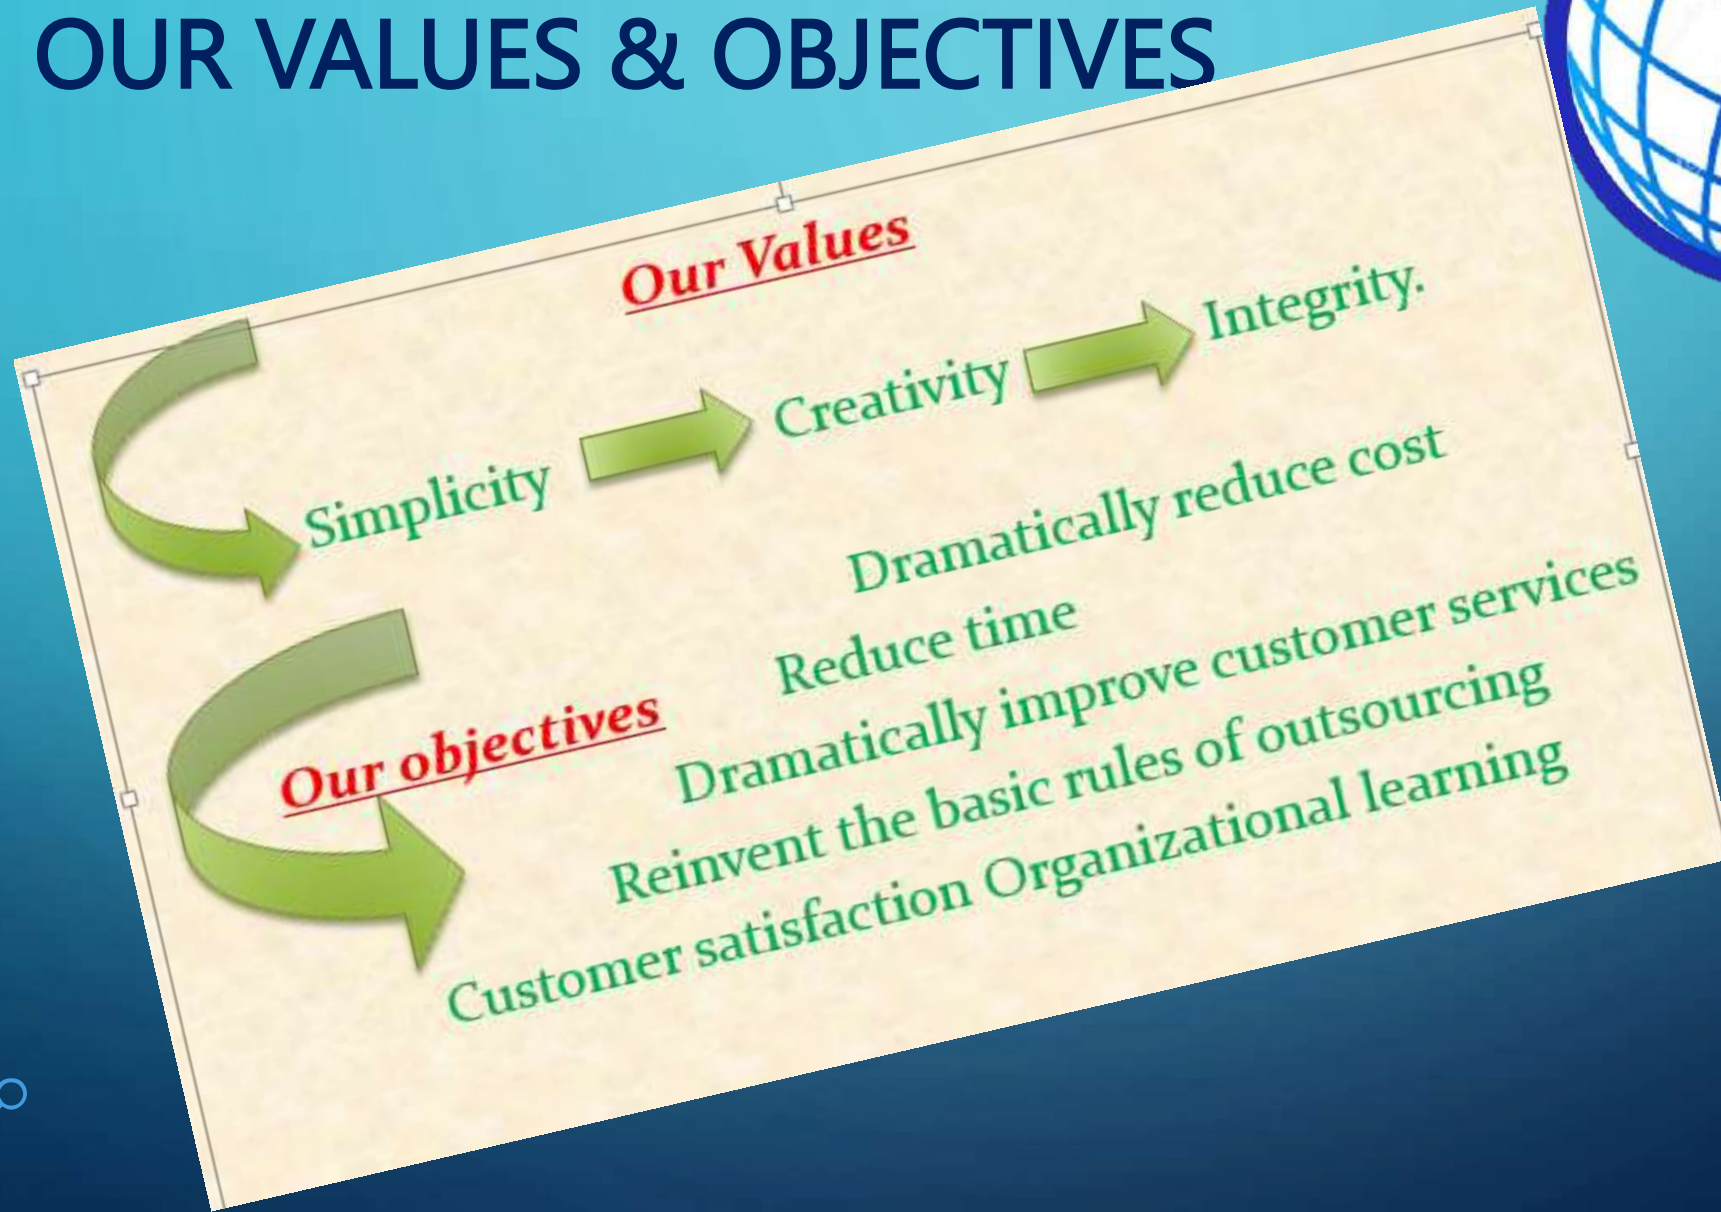 OUR VALUES & OBJECTIVES
Our Values
Simplicity Creativity Integrity.
Our objectives
Dramatically reduce cost
Reduce time
Dramatically improve customer services
Reinvent the basic rules of outsourcing
Customer satisfaction Organizational learning